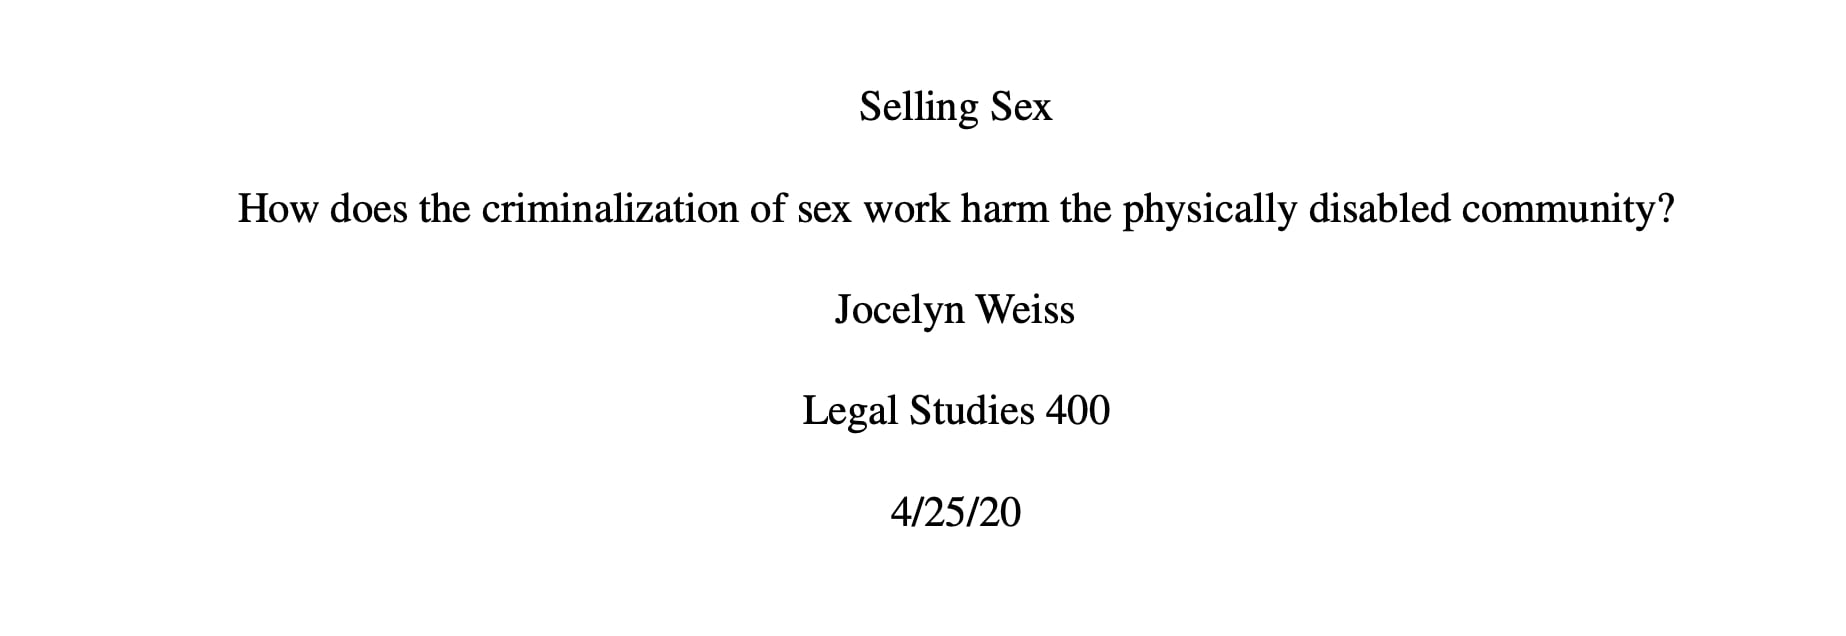 Selling Sex
How does the criminalization of sex work harm the physically disabled community?
Jocelyn Weiss
Legal Studies 400
4/25/20